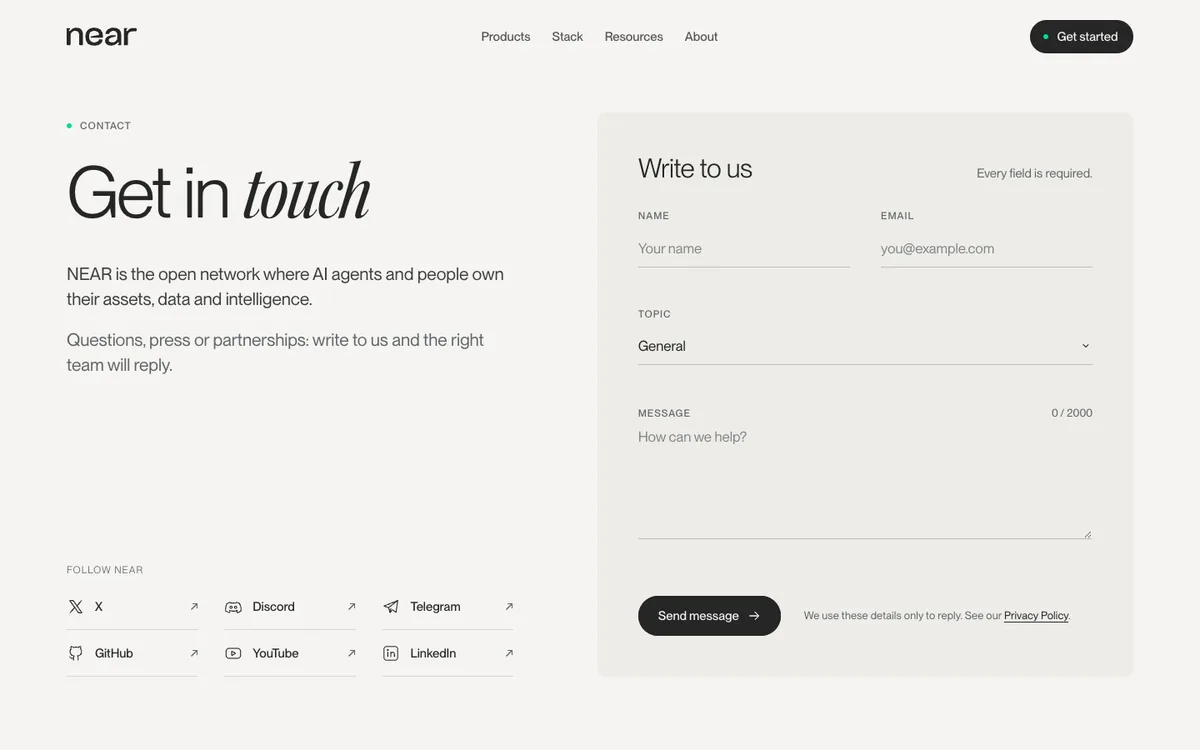 near
Products
Stack
Resources
About
Get started
CONTACT
Get in touch
NEAR is the open network where AI agents and people own
their assets, data and intelligence.
Questions, press or partnerships: write to us and the right
team will reply.
FOLLOW NEAR
X
Discord
Telegram
GitHub
YouTube
LinkedIn
Write to us
Every field is required.
NAME
EMAIL
Your name
you@example.com
TOPIC
General
MESSAGE
0 / 2000
How can we help?
Send message
We use these details only to reply. See our Privacy Policy.